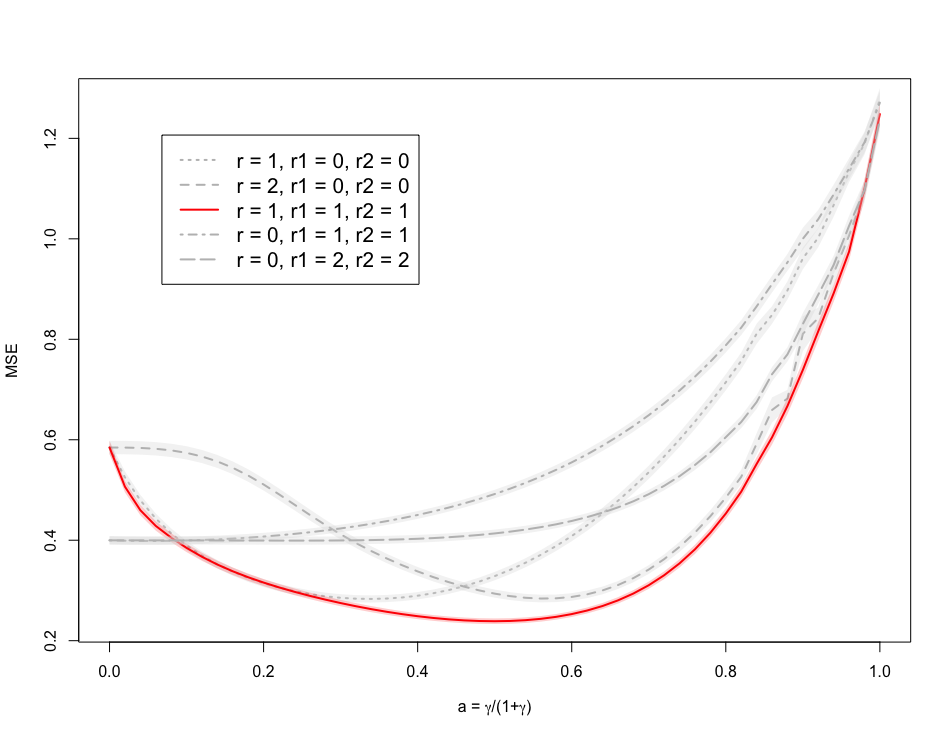 r = 1, r1 = 0, r2 = 0
r = 2, r1 = 0, r2 = 0
r = 1, r1 = 1, r2 = 1
r = 0, r1 = 1, r2 = 1
r = 0, r1 = 2, r2 = 2
MSE
1.2
1.0
0.8
0.6
0.4
0.2
0.0 0.2 0.4 0.6 0.8 1.0
a = γ/(1+γ)